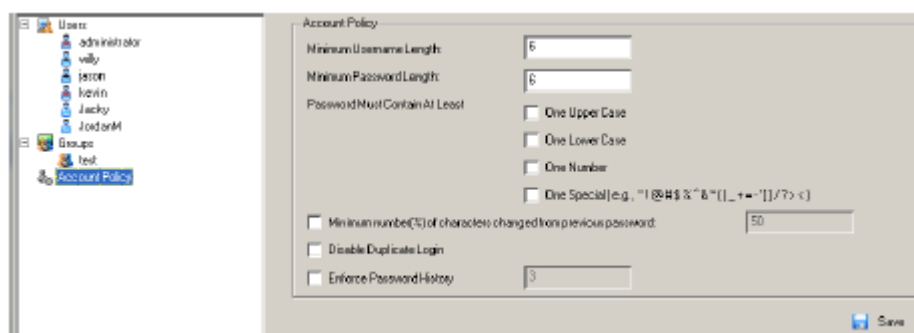 Users
administrator
willy
jason
kevin
Jacky
JordanM
Groups
test
Account Policy
Account Policy
Minimum Username Length: 6
Minimum Password Length: 6
Password Must Contain At Least
One Upper Case
One Lower Case
One Number
One Special(e.g.,
Minimum number(%) of characters changed from previous password: 50
Disable Duplicate Login
Enforce Password History 3
Save